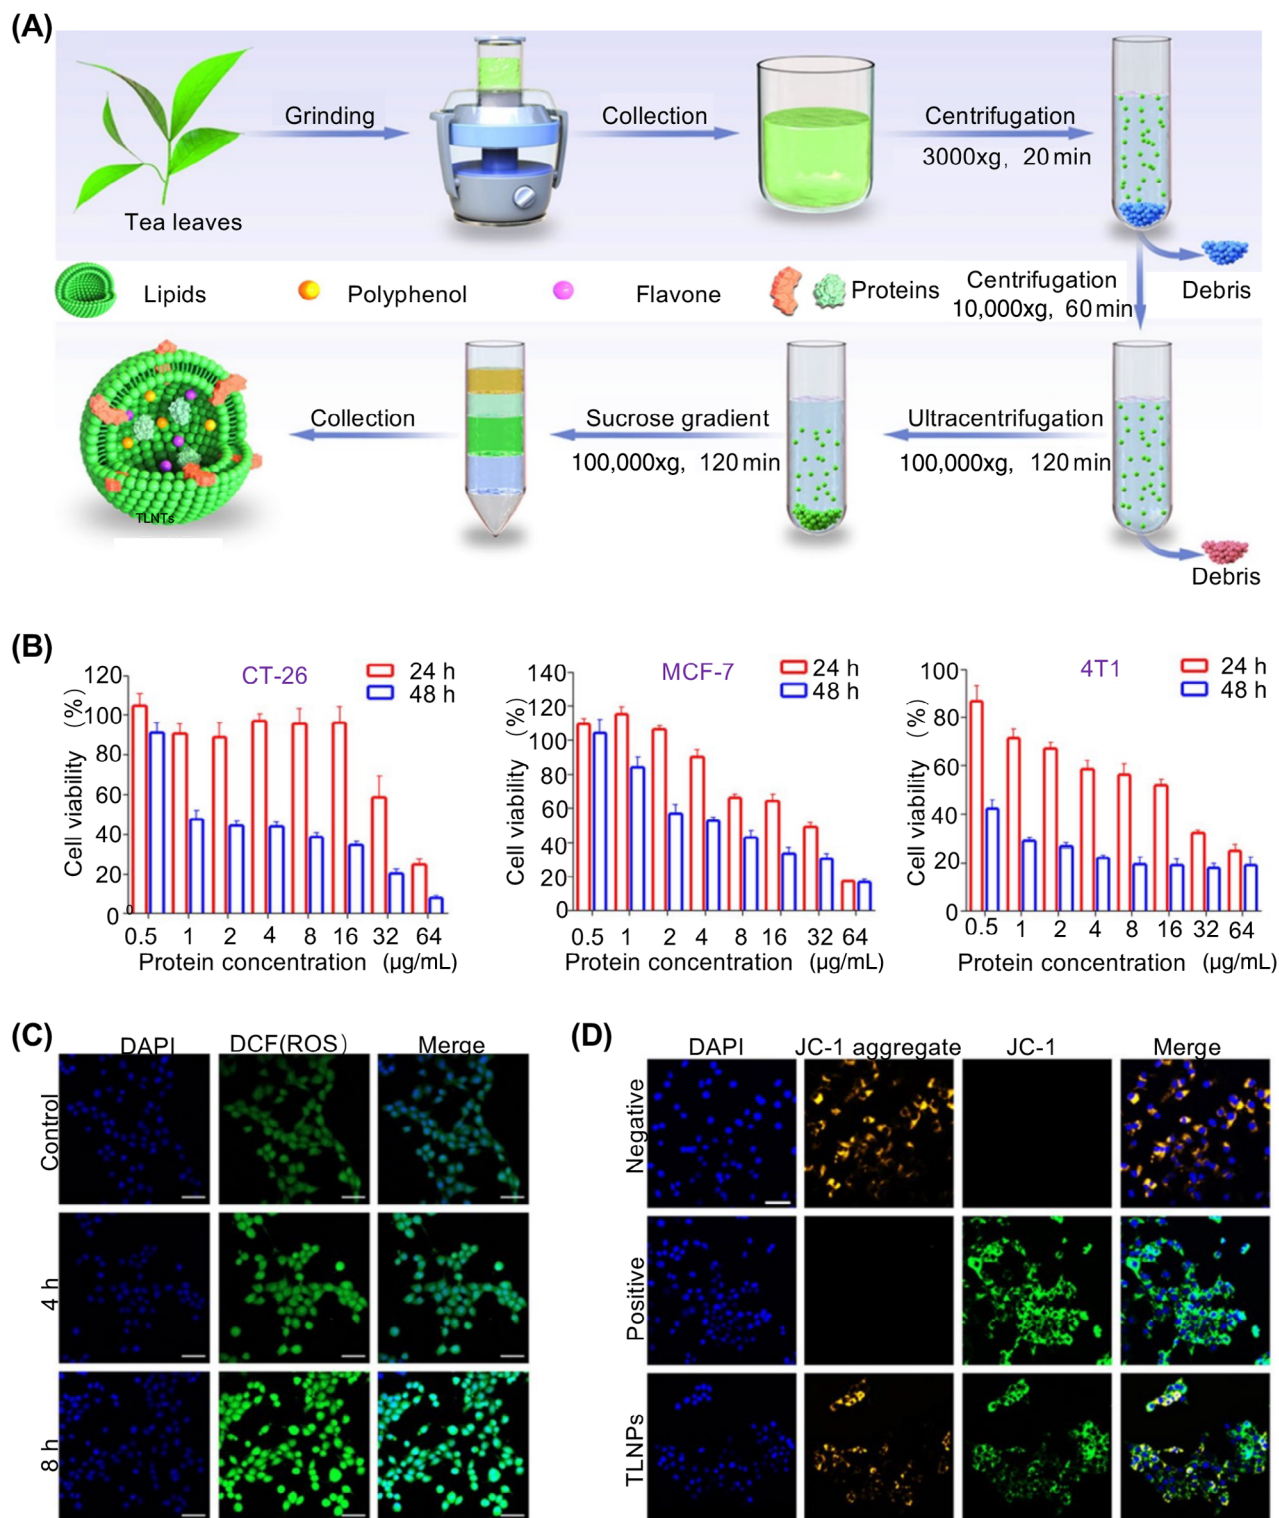 (A)
Grinding
Collection
Centrifugation
3000xg, 20 min
Tea leaves
Lipids
Polyphenol
Flavone
Proteins
Centrifugation
10,000xg, 60 min
Debris
Collection
Sucrose gradient
100,000xg, 120 min
Ultracentrifugation
100,000xg, 120 min
TLNTs
Debris
(B)
CT-26
24 h
48 h
120
100
80
60
40
20
0
0
Cell viability (%)
0.5 1 2 4 8 16 32 64
Protein concentration (μg/mL)
MCF-7
24 h
48 h
140
120
100
80
60
40
20
0
Cell viability (%)
0.5 1 2 4 8 16 32 64
Protein concentration (μg/mL)
4T1
24 h
48 h
100
80
60
40
20
0
Cell viability (%)
0.5 1 2 4 8 16 32 64
Protein concentration (μg/mL)
(C)
DAPI DCF(ROS) Merge
Control
4 h
8 h
(D)
DAPI JC-1 aggregate JC-1 Merge
Negative
Positive
TLNPs